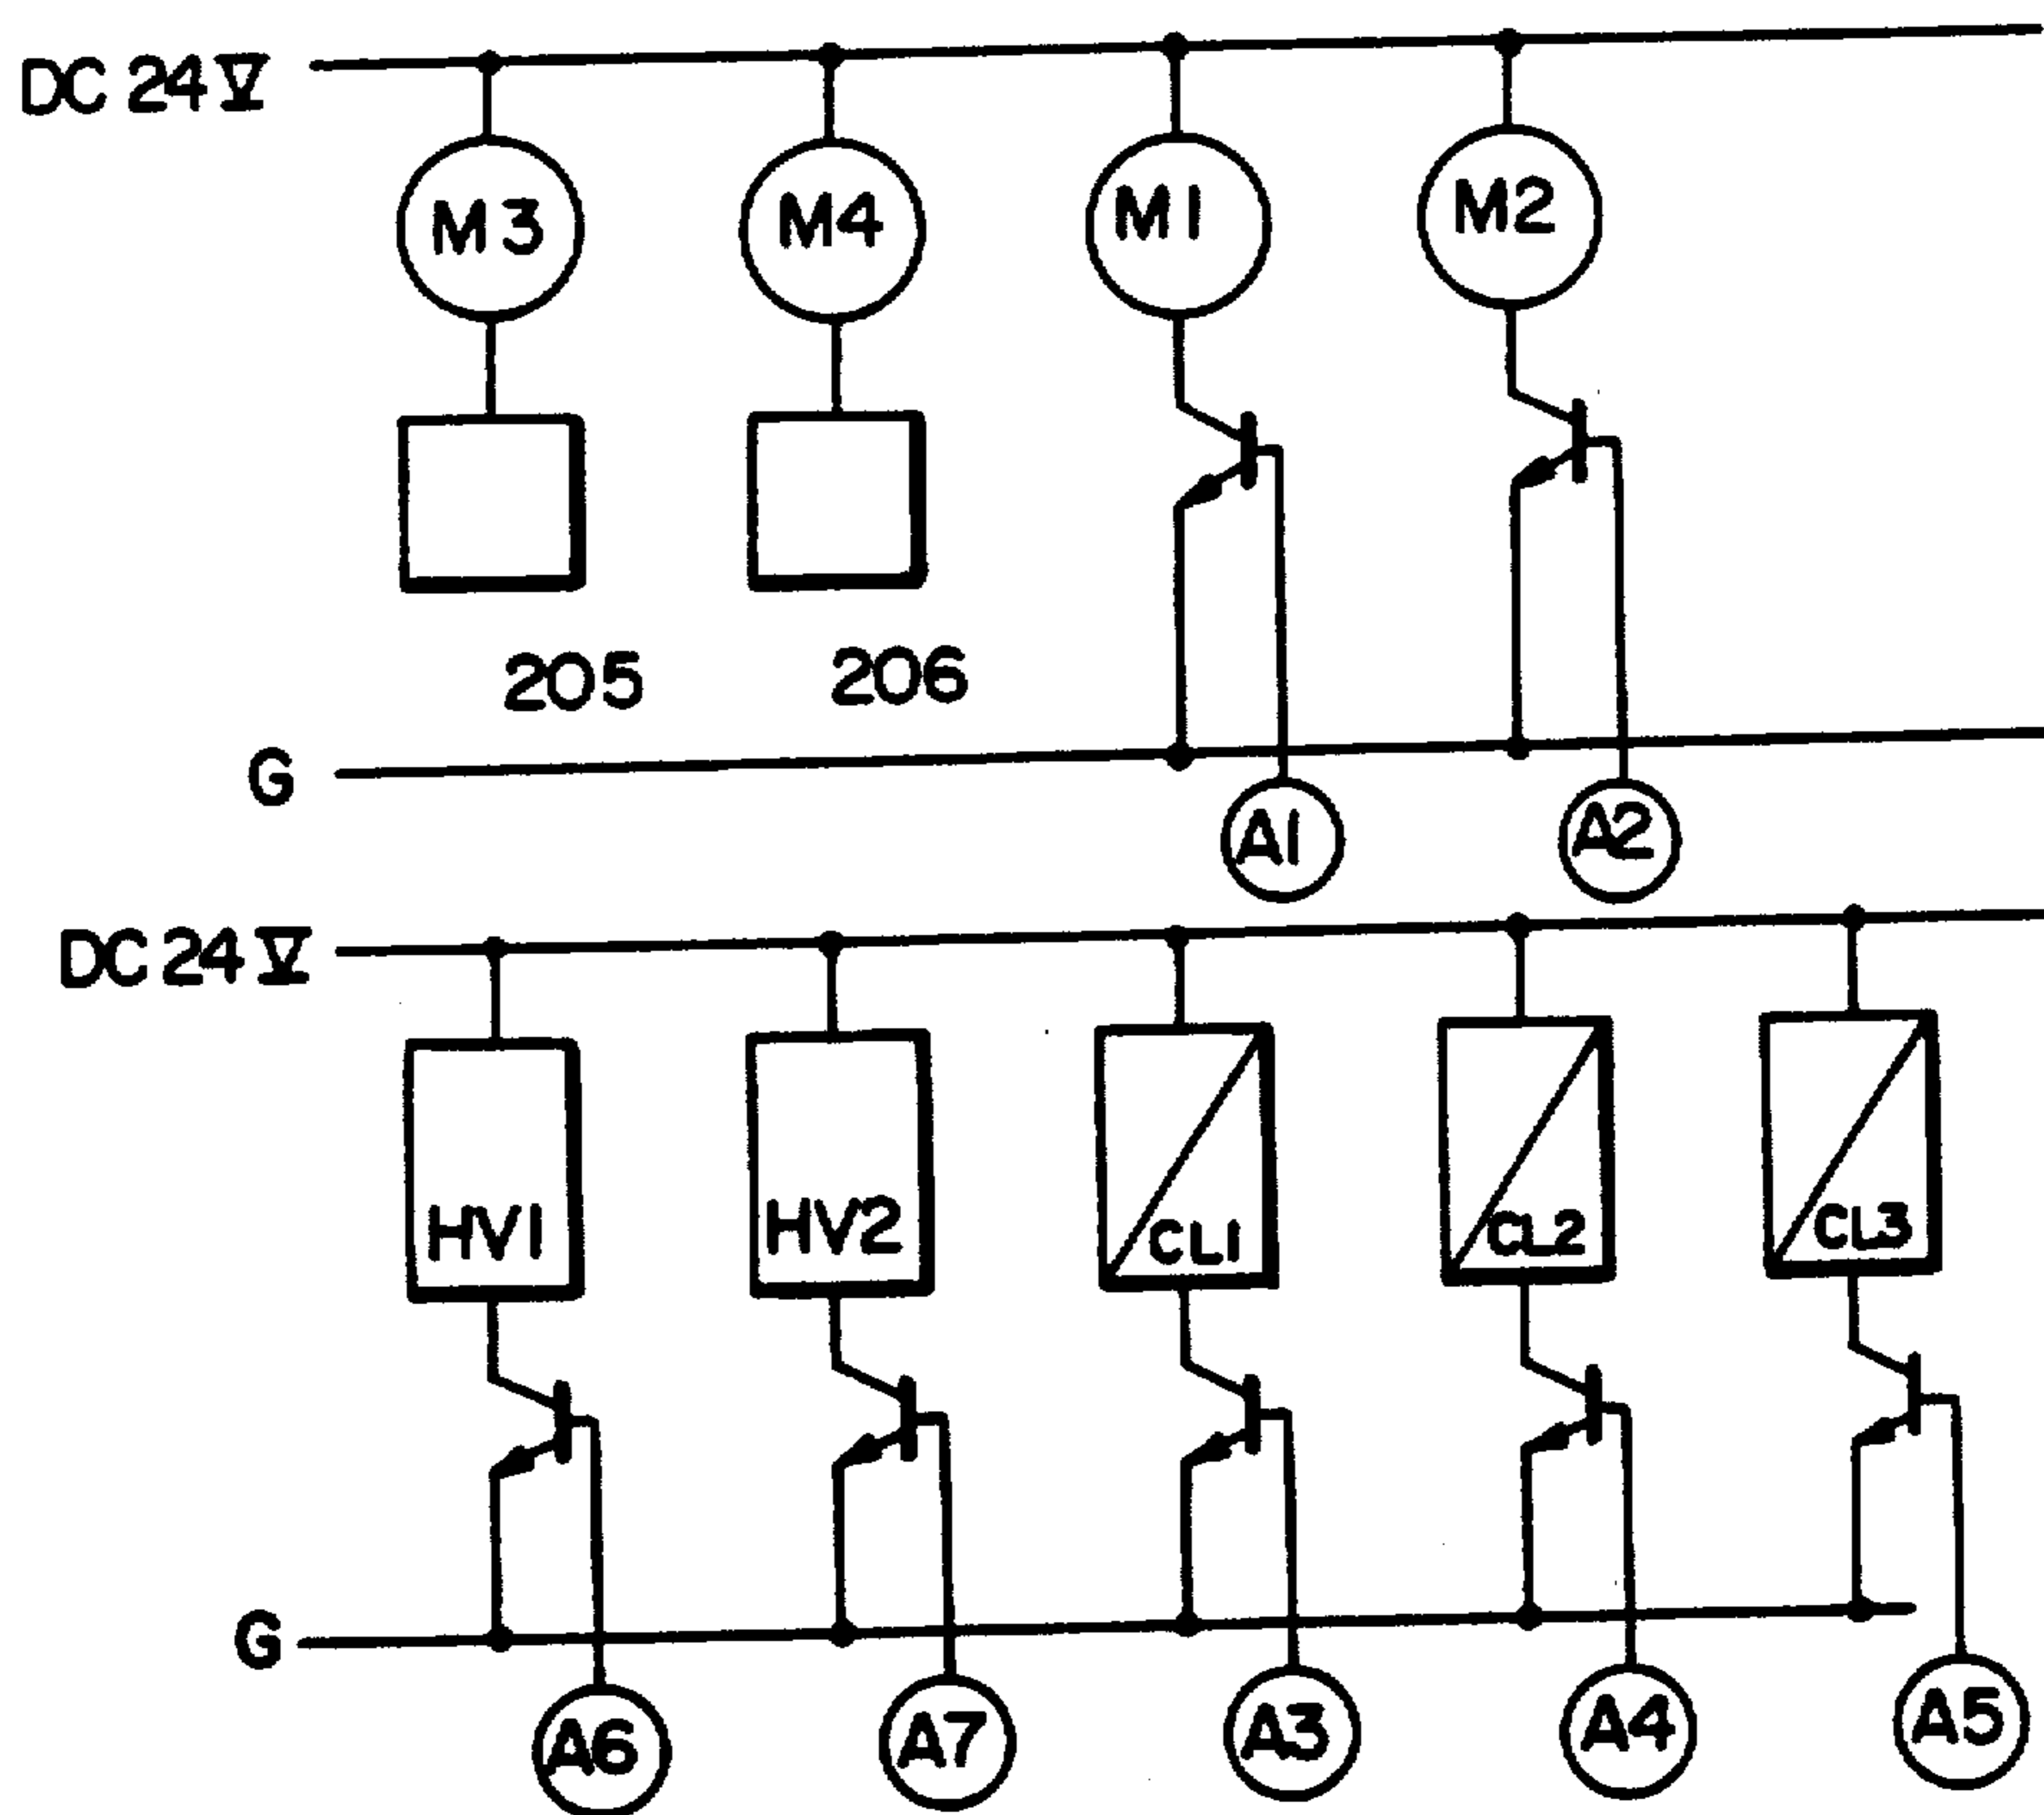 DC 24V
M3 M4 M1 M2
205 206
G
A1 A2
DC 24V
HV1 HV2 CL1 CL2 CL3
G
A6 A7 A3 A4 A5